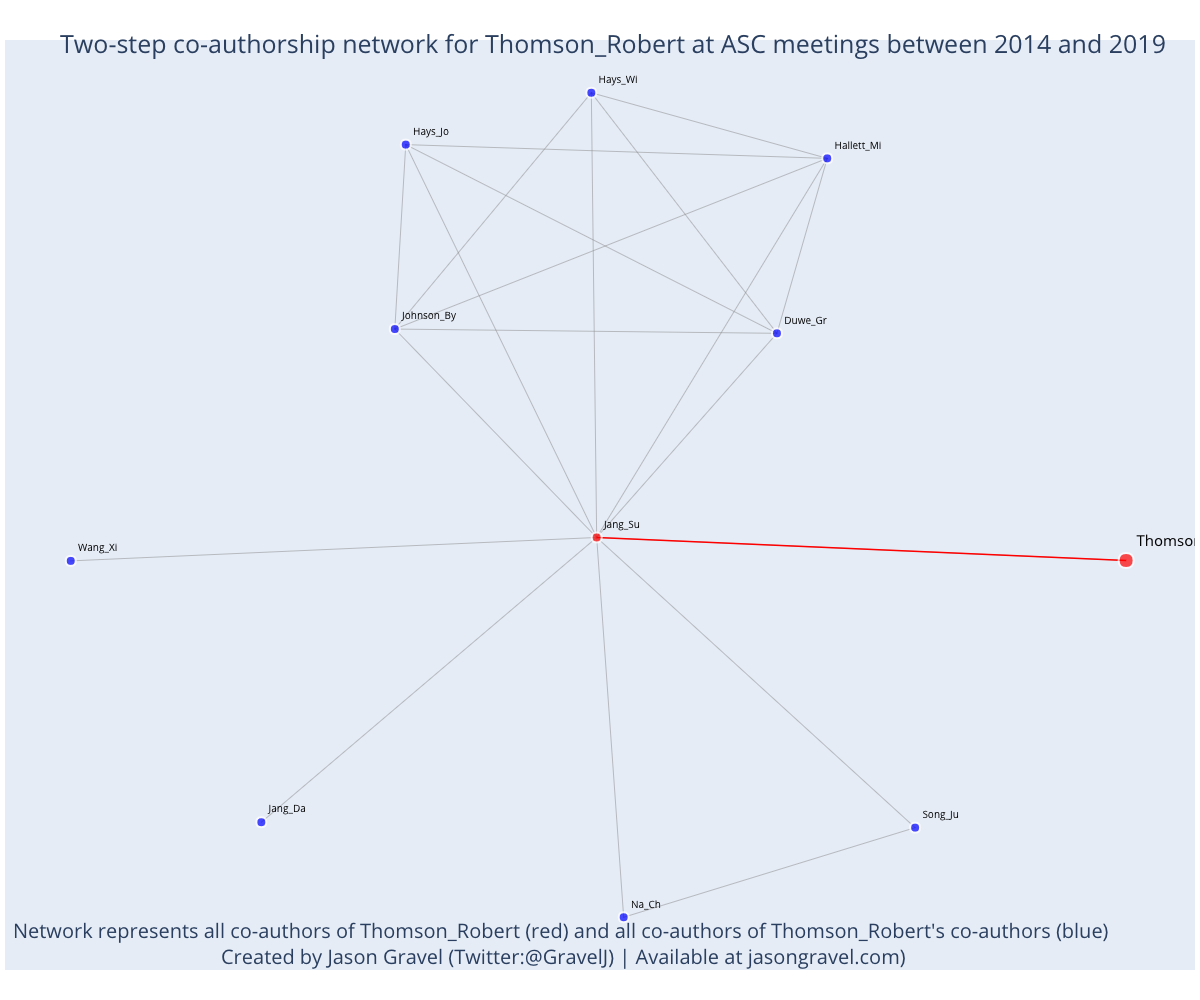 Two-step co-authorship network for Thomson_Robert at ASC meetings between 2014 and 2019
Hays_Wi
Hays_Jo
Hallett_Mi
Johnson_By
Duwe_Gr
Jang_Su
Thomson
Wang_Xi
Jang_Da
Song_Ju
Na_Ch
Network represents all co-authors of Thomson_Robert (red) and all co-authors of Thomson_Robert's co-authors (blue)
Created by Jason Gravel (Twitter:@GravelJ) | Available at jasongravel.com)